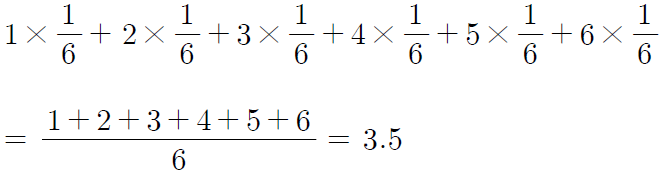 1 × 1/6 + 2 × 1/6 + 3 × 1/6 + 4 × 1/6 + 5 × 1/6 + 6 × 1/6
= (1+2+3+4+5+6)/6 = 3.5